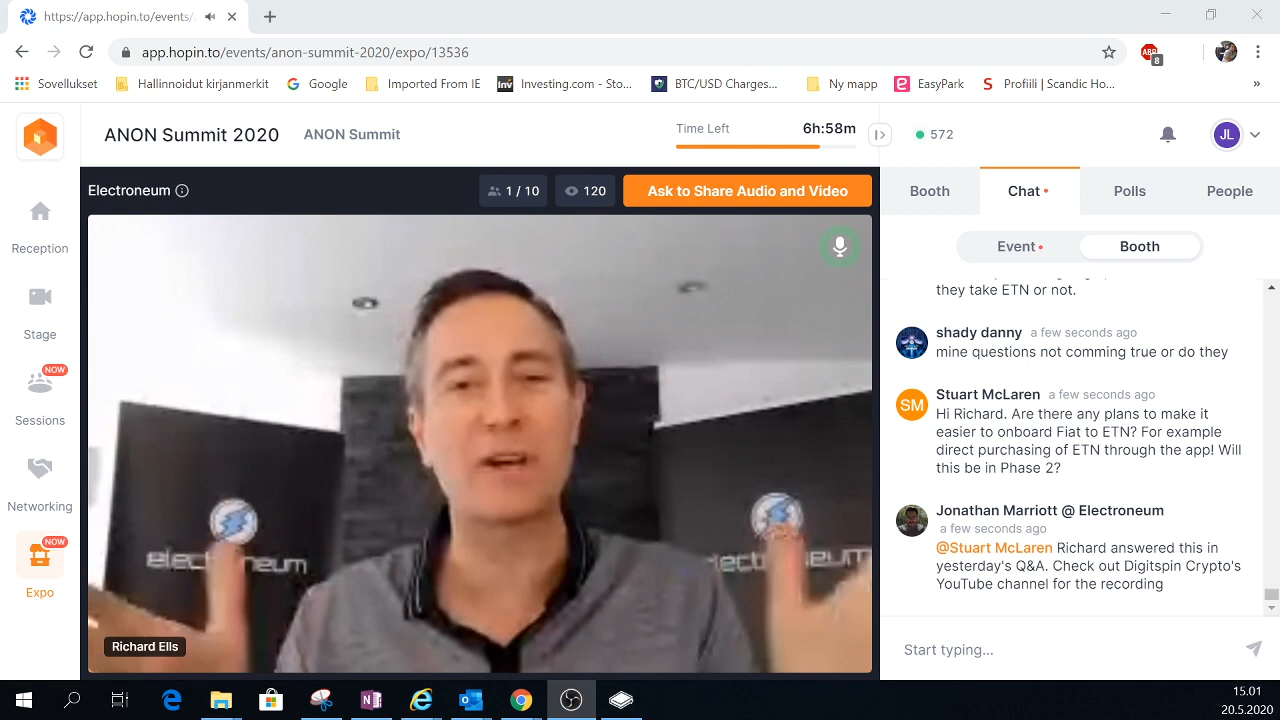 https://app.hopin.to/events/
app.hopin.to/events/anon-summit-2020/expo/13536
ABP
8
Sovellukset
Hallinnoidut kirjanmerkit
Google
Imported From IE
Inv
Investing.com - Sto...
BTC/USD Charges...
Ny mapp
EasyPark
S
Profiili | Scandic Ho...
»
ANON Summit 2020
ANON Summit
Time Left
6h:58m
572
JL
Reception
Stage
NOW
Sessions
Networking
NOW
Expo
Electroneum
1 / 10
120
Ask to Share Audio and Video
electroneum
electroneum
Richard Ells
Booth
Chat
Polls
People
Event
Booth
they take ETN or not.
shady danny a few seconds ago
mine questions not comming true or do they
SM
Stuart McLaren a few seconds ago
Hi Richard. Are there any plans to make it
easier to onboard Fiat to ETN? For example
direct purchasing of ETN through the app! Will
this be in Phase 2?
Jonathan Marriott @ Electroneum
a few seconds ago
@Stuart McLaren Richard answered this in
yesterday's Q&A. Check out Digitspin Crypto's
YouTube channel for the recording
Start typing...
15.01
20.5.2020